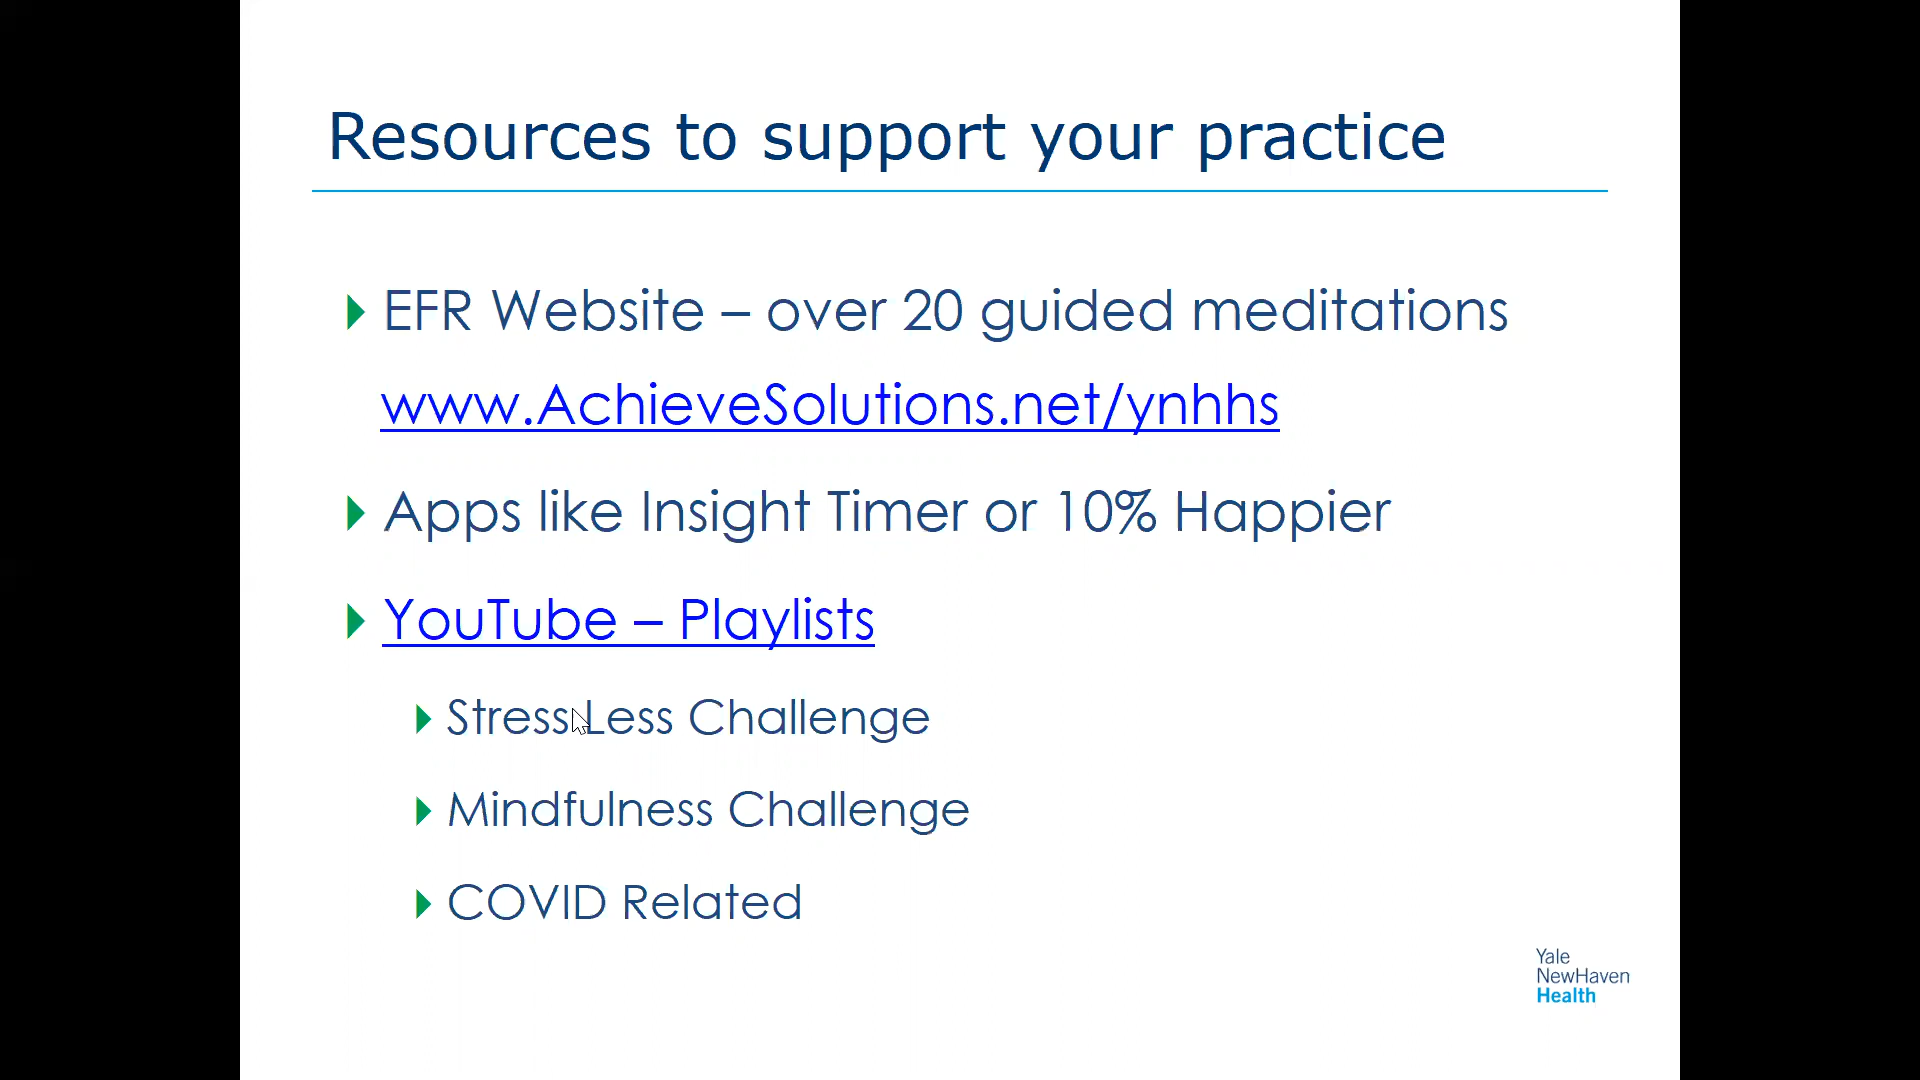 Resources to support your practice
EFR Website – over 20 guided meditations
www.AchieveSolutions.net/ynhhs
Apps like Insight Timer or 10% Happier
YouTube – Playlists
Stress Less Challenge
Mindfulness Challenge
COVID Related
Yale
NewHaven
Health